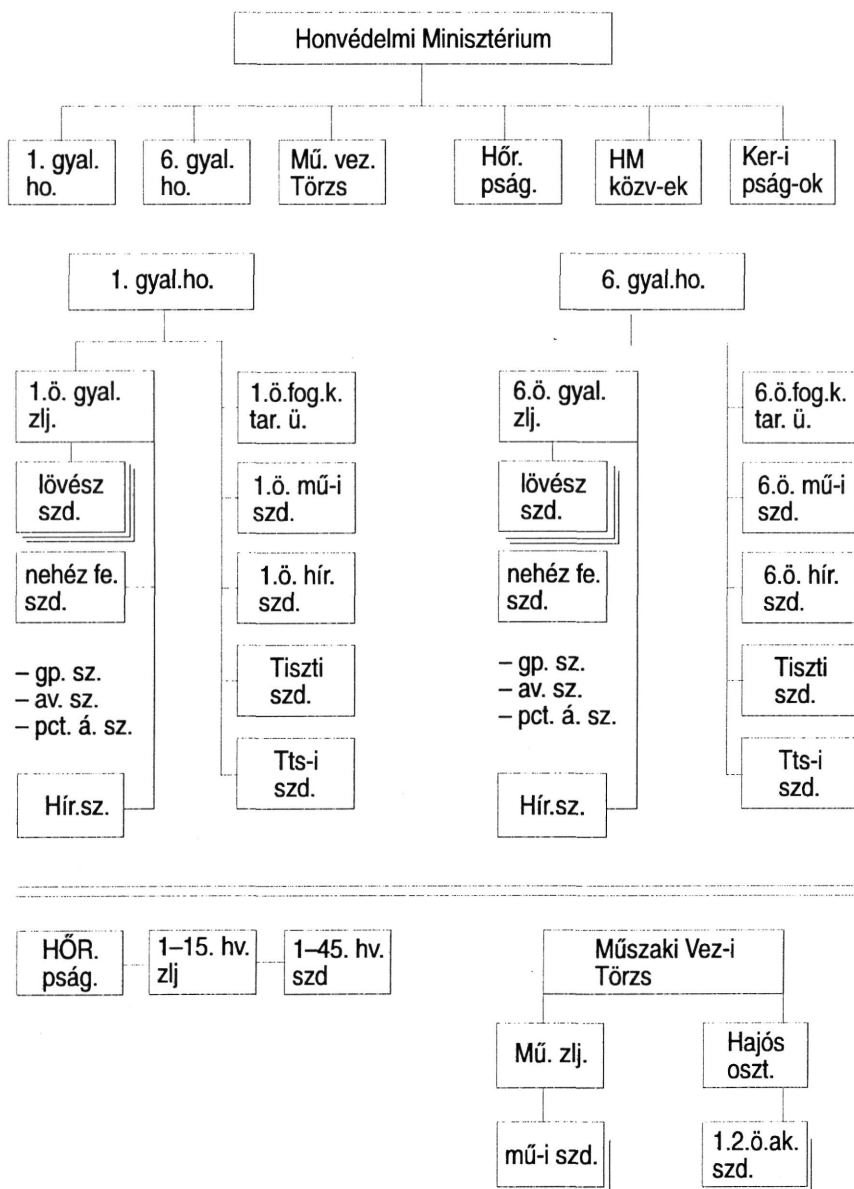 Honvédelmi Minisztérium
1. gyal.
ho.
6. gyal.
ho.
Mű. vez.
Törzs
Hőr.
pság.
HM
közv-ek
Ker-i
pság-ok
1. gyal.ho.
1.ö. gyal.
zlj.
lövész
szd.
nehéz fe.
szd.
– gp. sz.
– av. sz.
– pct. á. sz.
Hír.sz.
1.ö.fog.k.
tar. ü.
1.ö. mű-i
szd.
1.ö. hír.
szd.
Tiszti
szd.
Tts-i
szd.
6. gyal.ho.
6.ö. gyal.
zlj.
lövész
szd.
nehéz fe.
szd.
– gp. sz.
– av. sz.
– pct. á. sz.
Hír.sz.
6.ö.fog.k.
tar. ü.
6.ö. mű-i
szd.
6.ö. hír.
szd.
Tiszti
szd.
Tts-i
szd.
HŐR.
pság.
1–15. hv.
zlj
1–45. hv.
szd
Műszaki Vez-i
Törzs
Mű. zlj.
Hajós
oszt.
mű-i szd.
1.2.ö.ak.
szd.